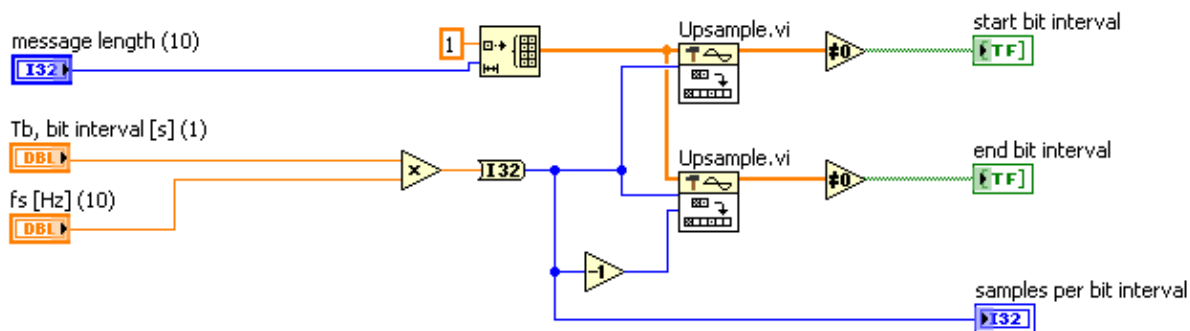 message length (10)
I32
1
Upsample.vi
≠0
start bit interval
TF
Tb, bit interval [s] (1)
DBL
fs [Hz] (10)
DBL
×
I32
Upsample.vi
≠0
end bit interval
TF
-1
samples per bit interval
I32